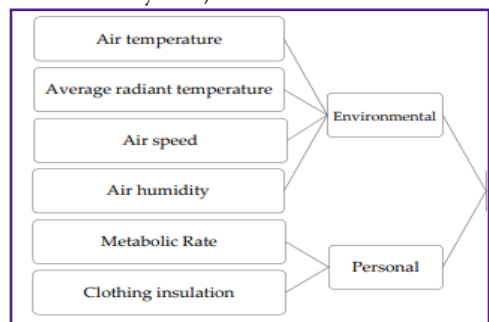 Air temperature
Average radiant temperature
Environmental
Air speed
Air humidity
Metabolic Rate
Personal
Clothing insulation